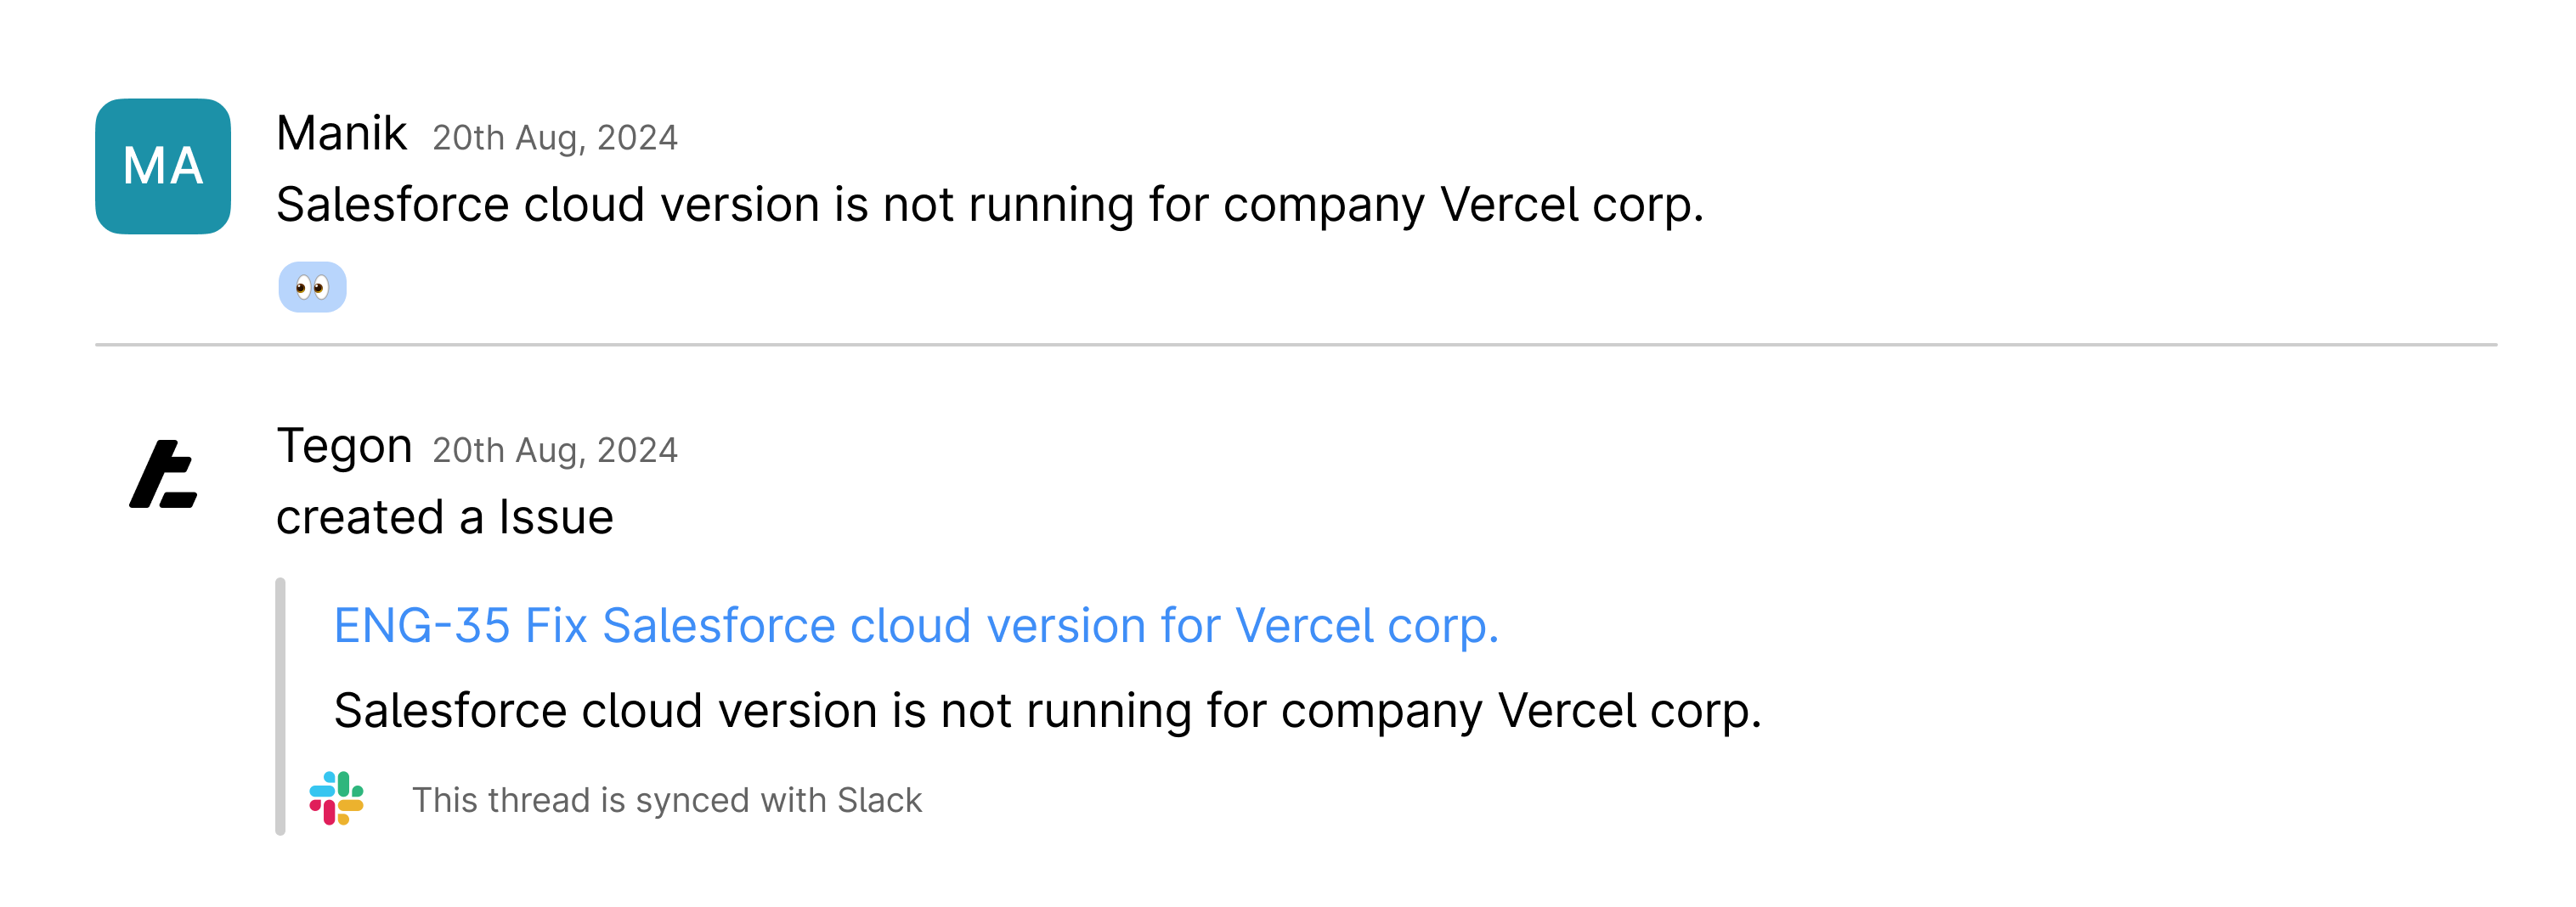 MA
Manik 20th Aug, 2024
Salesforce cloud version is not running for company Vercel corp.
Tegon 20th Aug, 2024
created a Issue
ENG-35 Fix Salesforce cloud version for Vercel corp.
Salesforce cloud version is not running for company Vercel corp.
This thread is synced with Slack